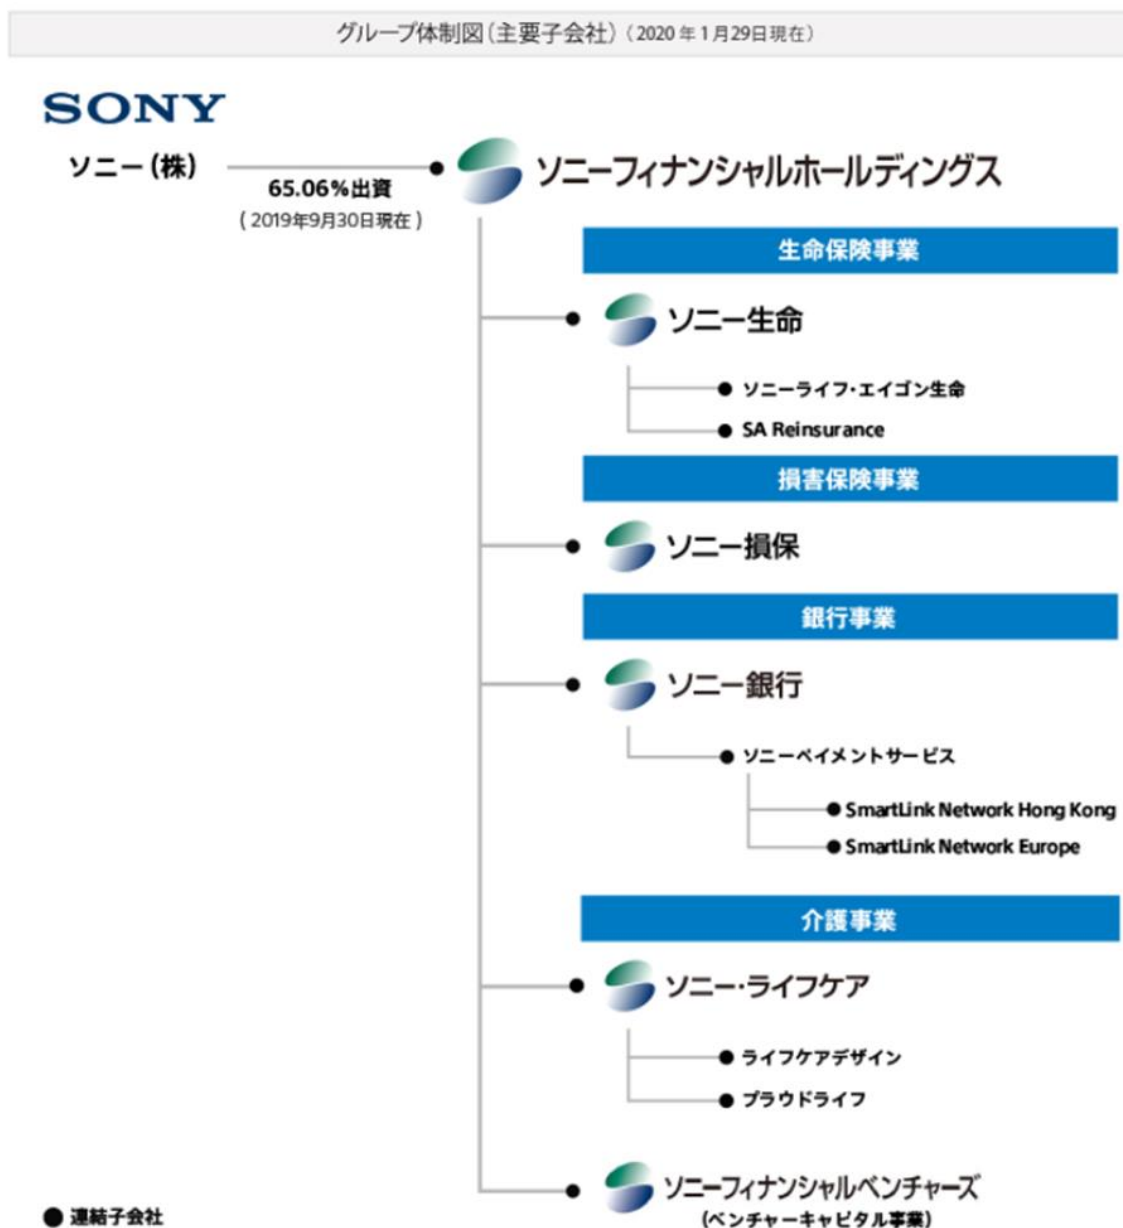 グループ体制図(主要子会社)(2020年1月29日現在)
SONY
ソニー(株)
65.06%出資
(2019年9月30日現在)
ソニーフィナンシャルホールディングス
生命保険事業
ソニー生命
ソニーライフ・エイゴン生命
SA Reinsurance
損害保険事業
ソニー損保
銀行事業
ソニー銀行
ソニーペイメントサービス
SmartLink Network Hong Kong
SmartLink Network Europe
介護事業
ソニー・ライフケア
ライフケアデザイン
プラウドライフ
ソニーフィナンシャルベンチャーズ
(ベンチャーキャピタル事業)
●連結子会社